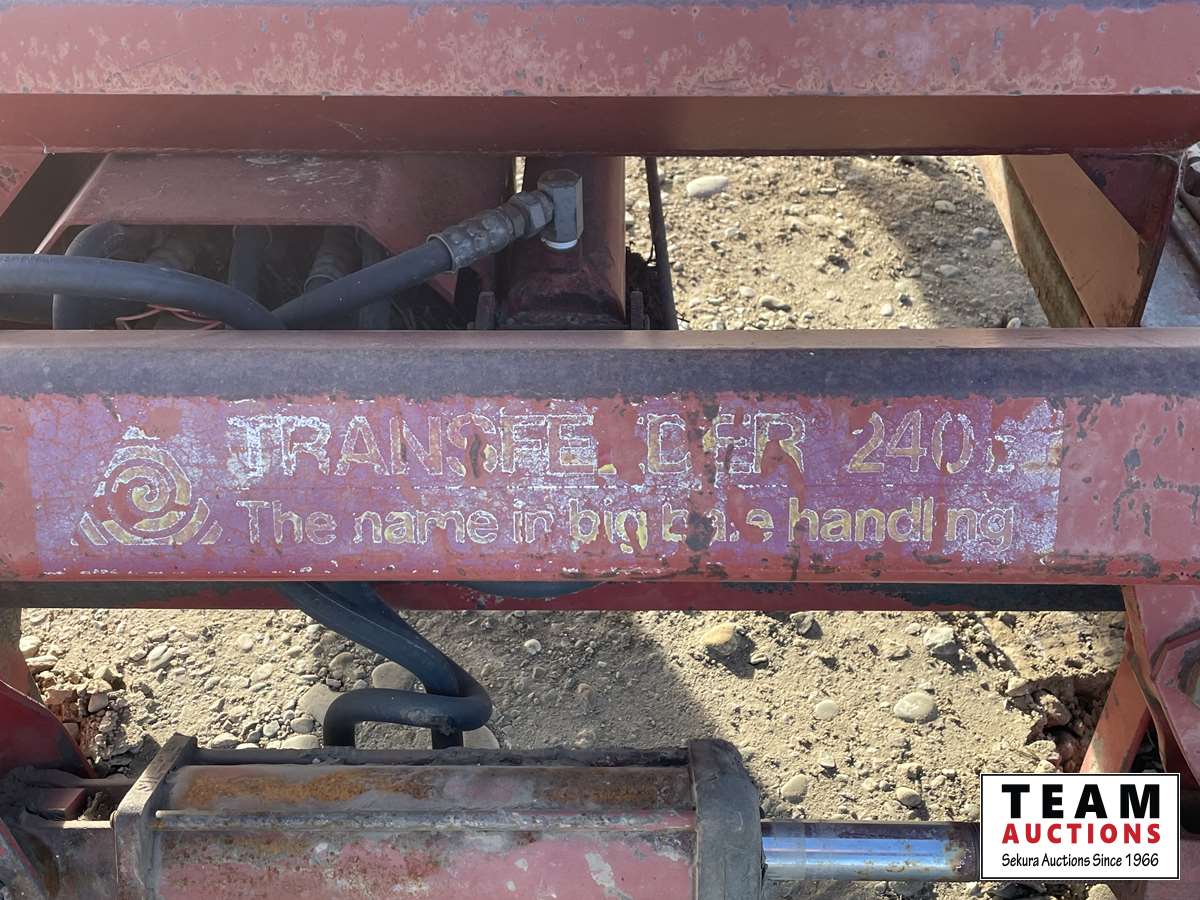 TRANSFEEDER 240
The name in big bale handling
TEAM
AUCTIONS
Sekura Auctions Since 1966